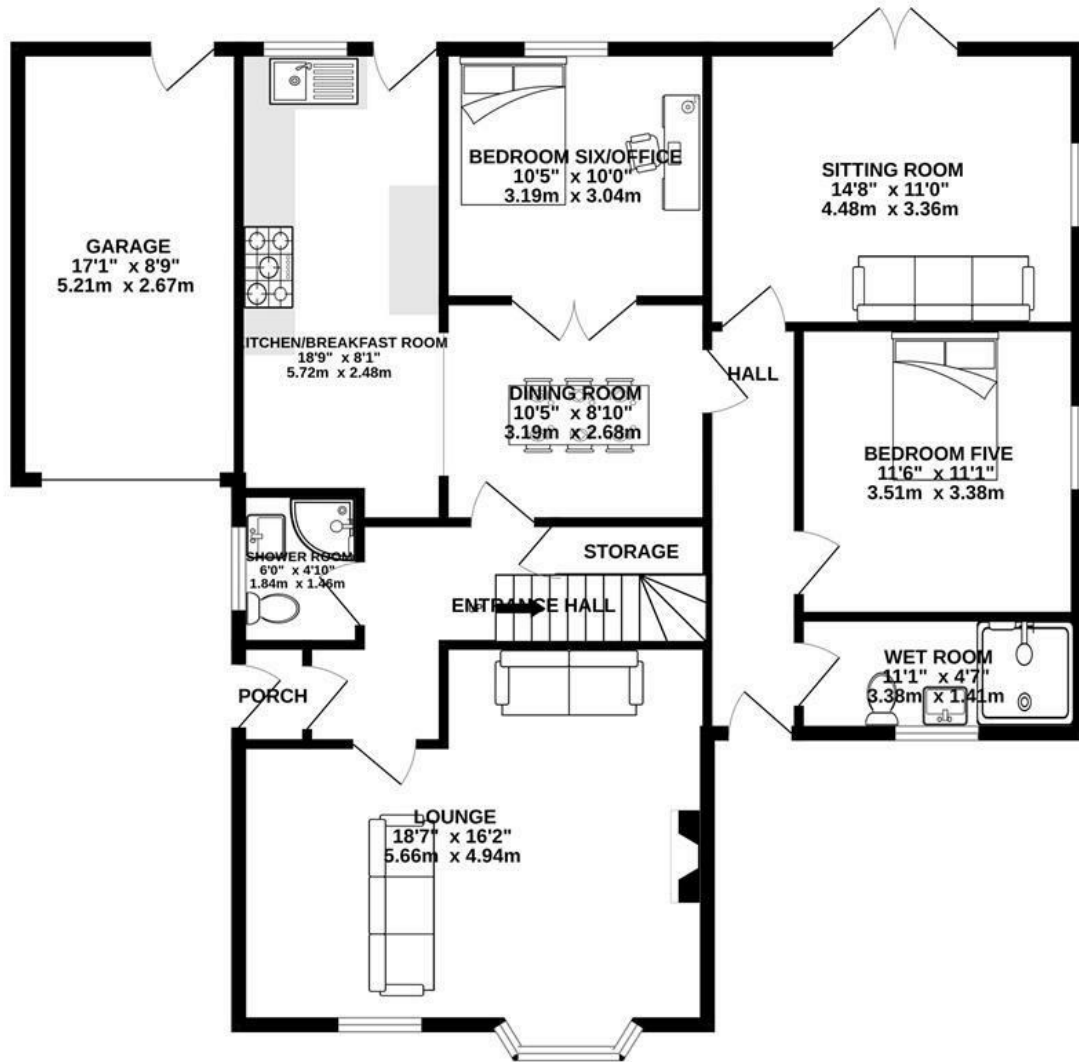 BEDROOM SIX/OFFICE
10'5" x 10'0"
3.19m x 3.04m
SITTING ROOM
14'8" x 11'0"
4.48m x 3.36m
GARAGE
17'1" x 8'9"
5.21m x 2.67m
KITCHEN/BREAKFAST ROOM
18'9" x 8'1"
5.72m x 2.48m
HALL
DINING ROOM
10'5" x 8'10"
3.19m x 2.68m
BEDROOM FIVE
11'6" x 11'1"
3.51m x 3.38m
STORAGE
SHOWER ROOM
6'0" x 4'10"
1.84m x 1.46m
ENTRANCE HALL
WET ROOM
11'1" x 4'7"
3.38m x 1.41m
PORCH
LOUNGE
18'7" x 16'2"
5.66m x 4.94m